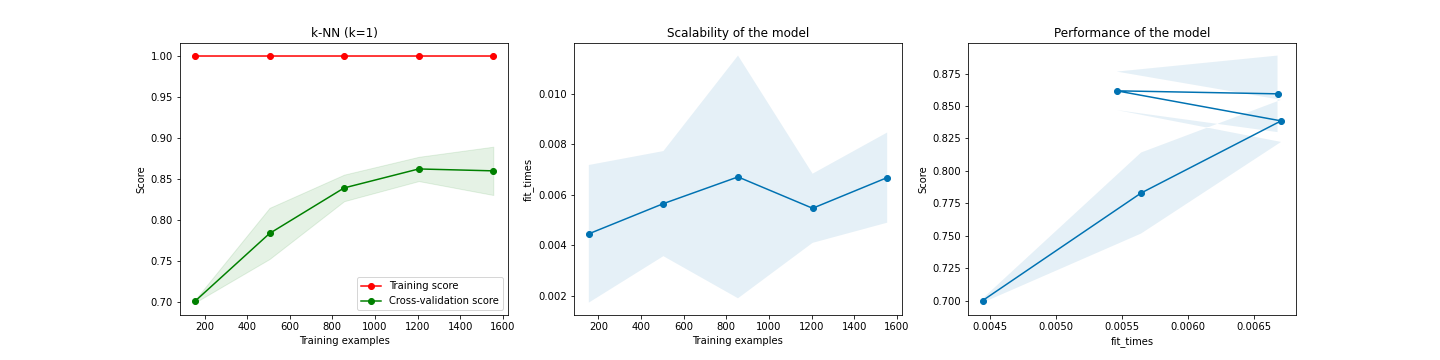 k-NN (k=1)
1.00
0.95
0.90
0.85
0.80
0.75
0.70
Score
200 400 600 800 1000 1200 1400 1600
Training examples
Training score
Cross-validation score
Scalability of the model
0.010
0.008
0.006
0.004
0.002
fit_times
200 400 600 800 1000 1200 1400 1600
Training examples
Performance of the model
0.875
0.850
0.825
0.800
0.775
0.750
0.725
0.700
Score
0.0045 0.0050 0.0055 0.0060 0.0065
fit_times